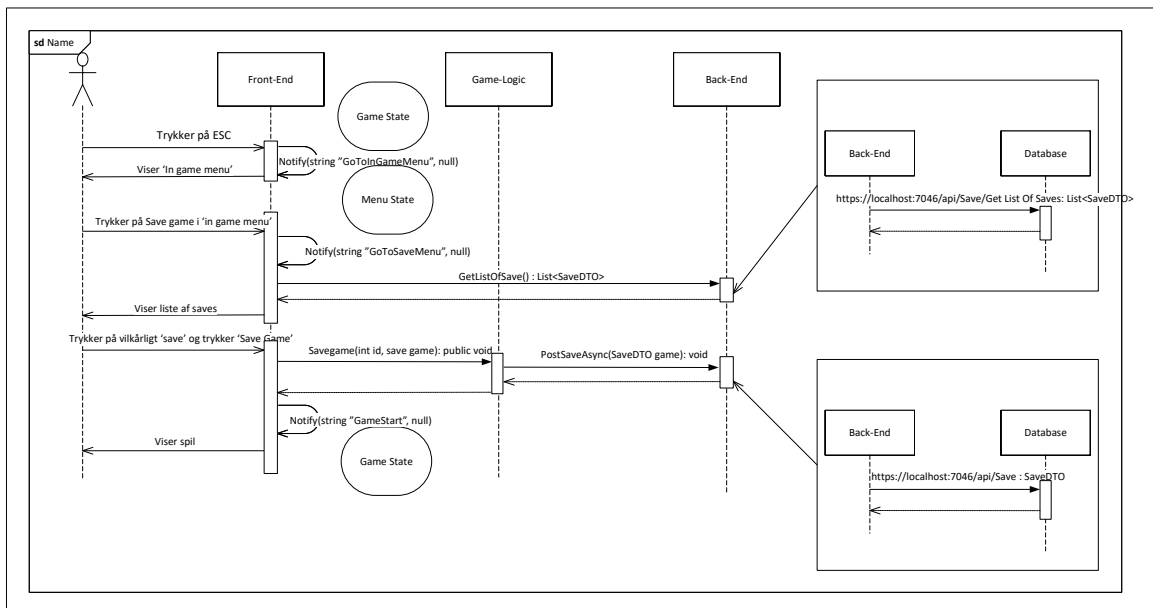 sd Name
Front-End
Game-Logic
Back-End
Game State
Trykker på ESC
Notify(string "GoToInGameMenu", null)
Viser 'In game menu'
Menu State
Trykker på Save game i 'in game menu'
Notify(string "GoToSaveMenu", null)
GetListOfSave() : List<SaveDTO>
Viser liste af saves
Trykker på vilkårligt 'save' og trykker 'Save Game'
Savegame(int id, save game): public void
PostSaveAsync(SaveDTO game): void
Notify(string "GameStart", null)
Viser spil
Game State
Back-End
Database
https://localhost:7046/api/Save/Get List Of Saves: List<SaveDTO>
Back-End
Database
https://localhost:7046/api/Save : SaveDTO